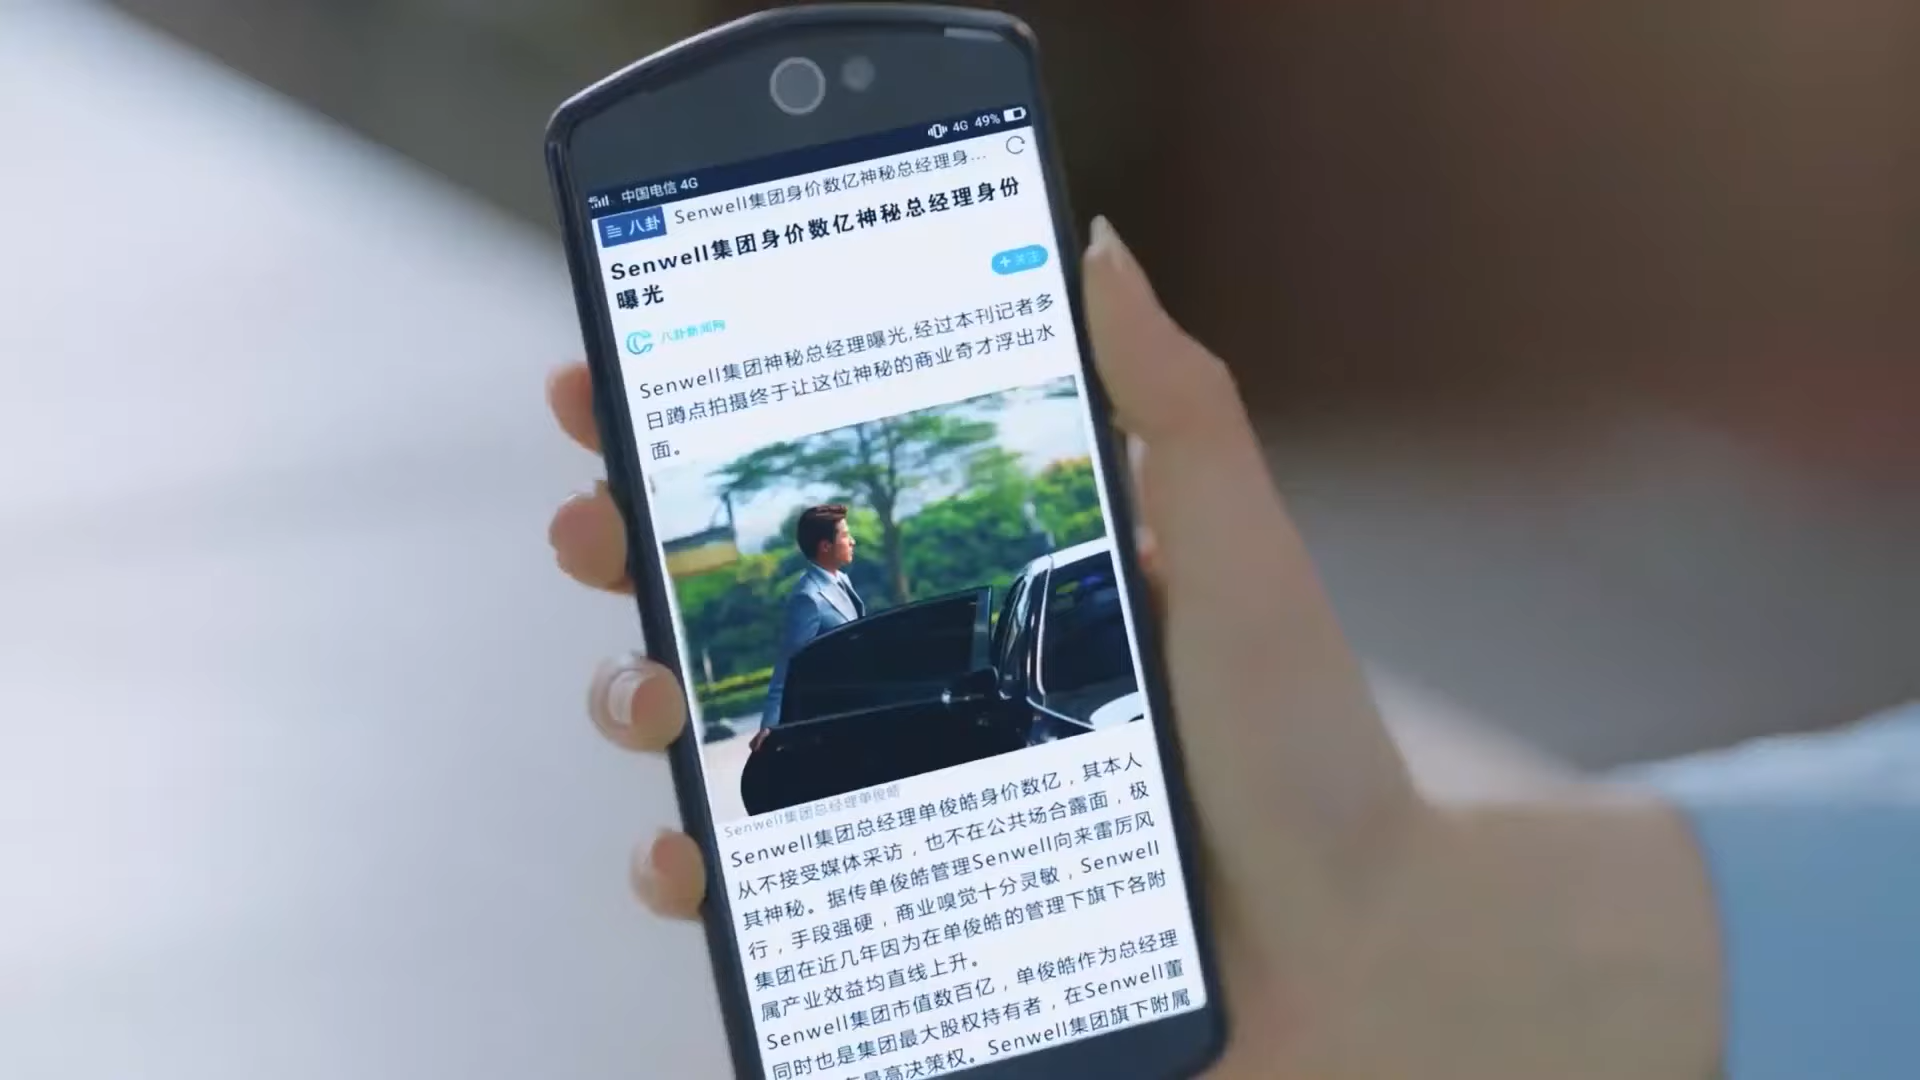 4G 49%
中国电信 4G
八卦 Senwell集团身价数亿神秘总经理身...
Senwell集团身价数亿神秘总经理身份
曝光
+关注
八卦新闻网
Senwell集团神秘总经理曝光,经过本刊记者多
日蹲点拍摄终于让这位神秘的商业奇才浮出水
面。
Senwell集团总经理单俊皓
Senwell集团总经理单俊皓身价数亿，其本人
从不接受媒体采访，也不在公共场合露面，极
其神秘。据传单俊皓管理Senwell向来雷厉风
行，手段强硬，商业嗅觉十分灵敏，Senwell
集团在近几年因为在单俊皓的管理下旗下各附
属产业效益均直线上升。
Senwell集团市值数百亿，单俊皓作为总经理
同时也是集团最大股权持有者，在Senwell董
最高决策权。Senwell集团旗下附属